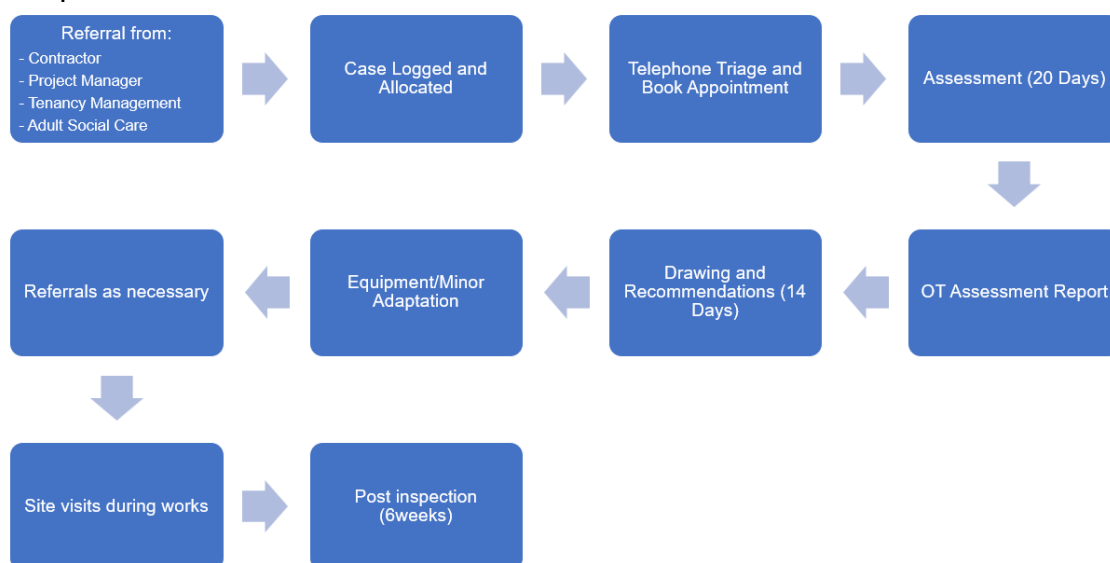 Referral from:
- Contractor
- Project Manager
- Tenancy Management
- Adult Social Care
Case Logged and
Allocated
Telephone Triage and
Book Appointment
Assessment (20 Days)
OT Assessment Report
Drawing and
Recommendations (14
Days)
Equipment/Minor
Adaptation
Referrals as necessary
Site visits during works
Post inspection
(6weeks)